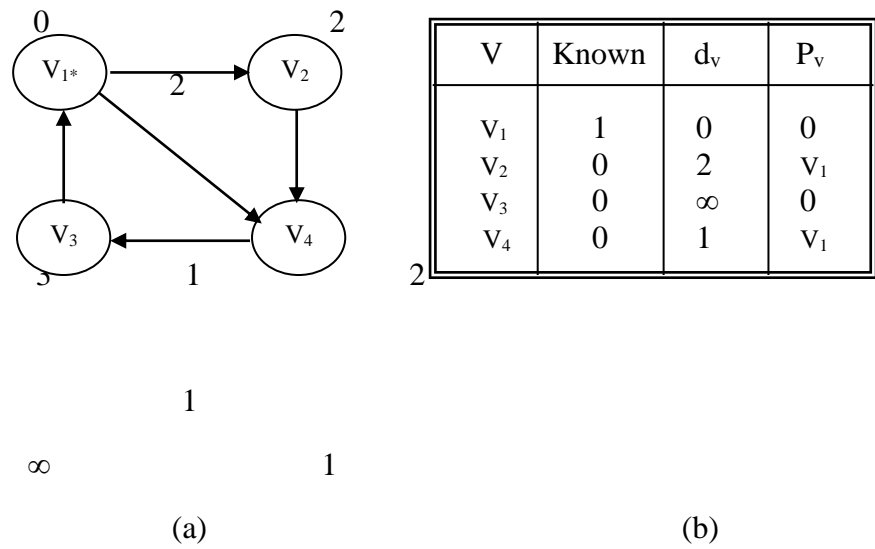 0 2
V1* 2 V2
V3 V4
3 1 2
1
∞ 1
(a)
V Known dv Pv
V1 1 0 0
V2 0 2 V1
V3 0 ∞ 0
V4 0 1 V1
(b)